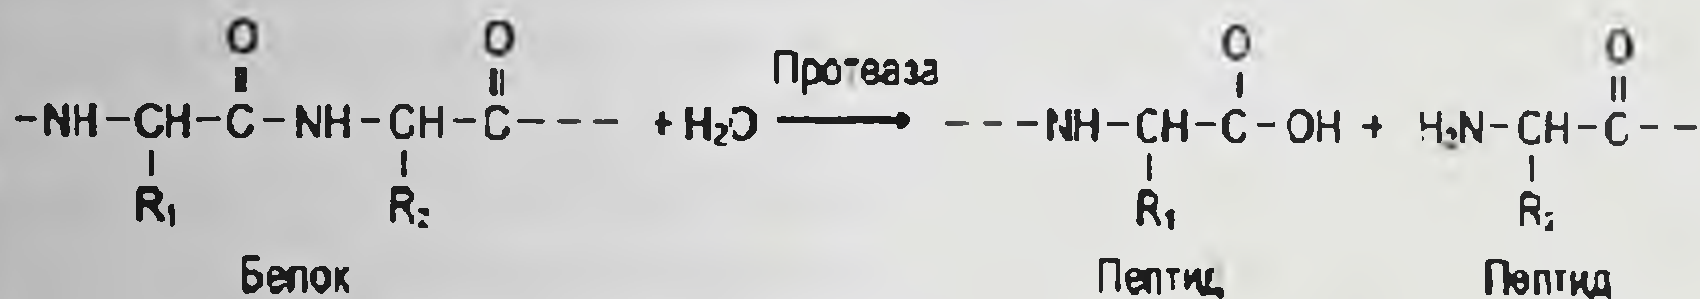 O O Протеаза O O
-NH-CH-C-NH-CH-C---- + H₂O ⟶ ---NH-CH-C-OH + H₂N-CH-C--
R₁ R₂ R₁ R₂
Белок Пептид Пептид